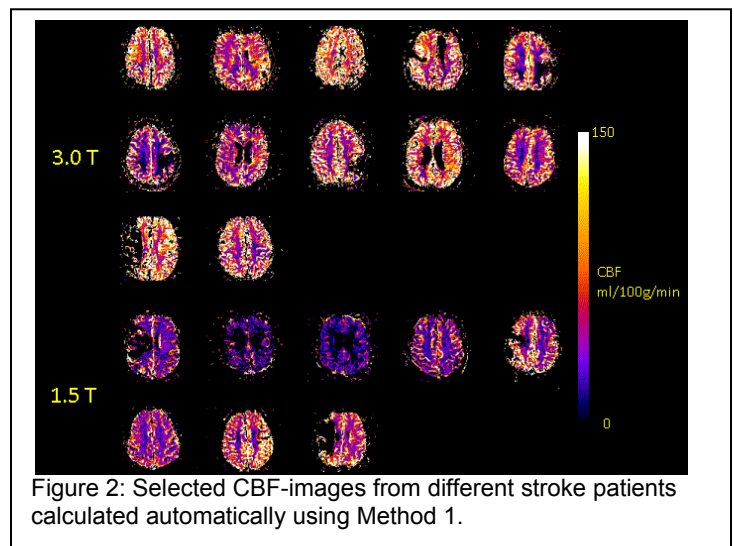 150
3.0 T
CBF
ml/100g/min
1.5 T
0
Figure 2: Selected CBF-images from different stroke patients
calculated automatically using Method 1.